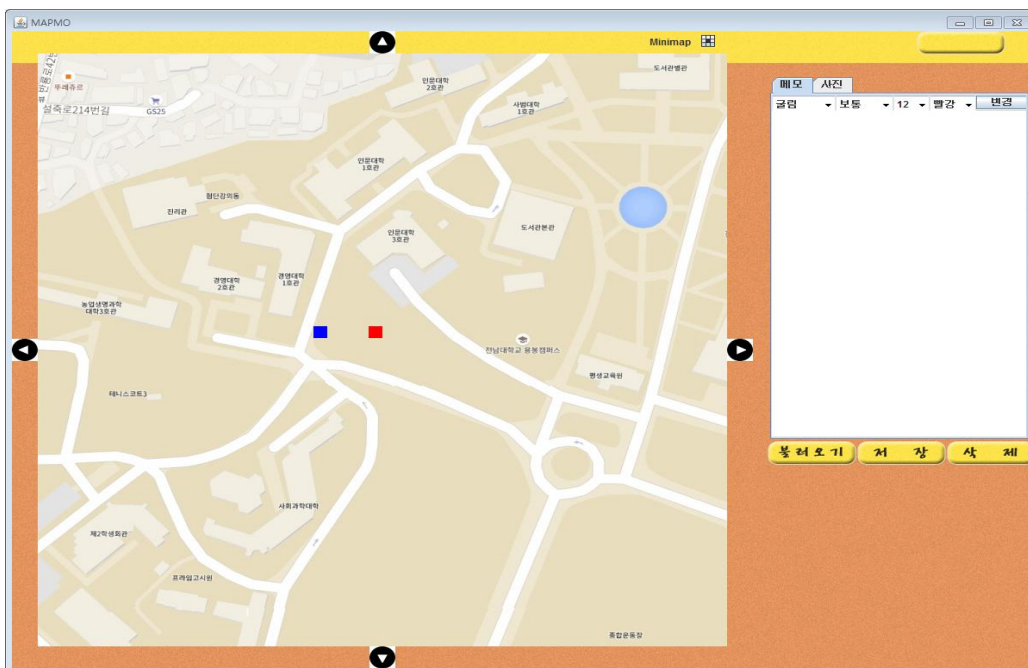 MAPMO
Minimap
도서관별관
인문대학
2호관
뚜레쥬르
GS25
설죽로214번길
사범대학
1호관
메모 사진
굴림 보통 12 빨강 변경
인문대학
1호관
첨단강의동
진리관
인문대학
3호관
도서관본관
경영대학
2호관
경영대학
1호관
농업생명과학
대학3호관
전남대학교 용봉캠퍼스
평생교육원
테니스코트3
불러오기 저 장 삭 제
사회과학대학
제2학생회관
프라임고시원
종합운동장